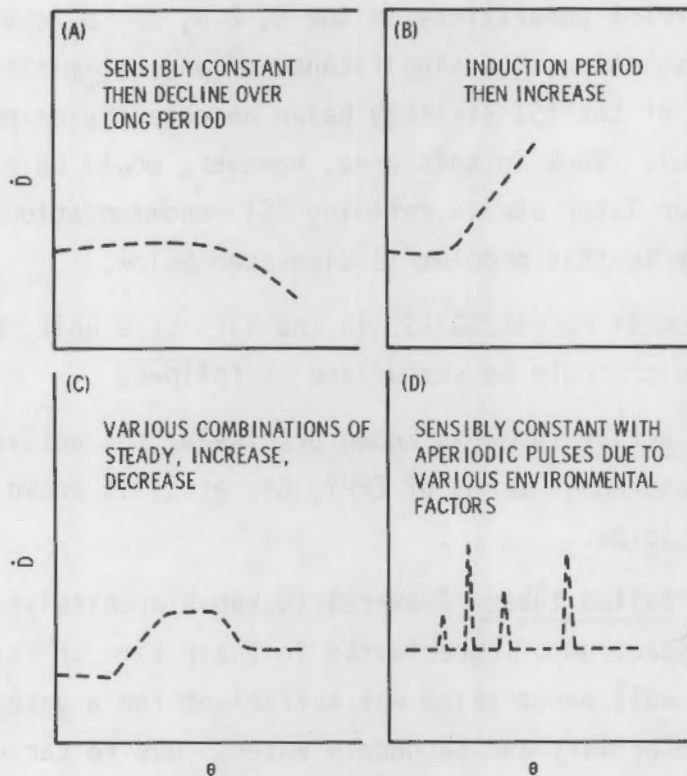 (A)
SENSIBLY CONSTANT
THEN DECLINE OVER
LONG PERIOD
(B)
INDUCTION PERIOD
THEN INCREASE
Ḋ
(C)
VARIOUS COMBINATIONS OF
STEADY, INCREASE,
DECREASE
(D)
SENSIBLY CONSTANT WITH
APERIODIC PULSES DUE TO
VARIOUS ENVIRONMENTAL
FACTORS
Ḋ
θ
θ